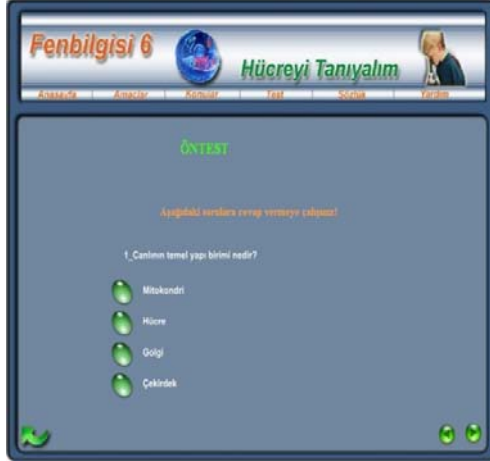 Fenbilgisi 6
Hücreyi Tanıyalım
Anasayfa Amaçlar Konular Test Sözlük Yardım
ÖNTEST
Aşağıdaki sorulara cevap vermeye çalışınız!
1_Canlının temel yapı birimi nedir?
Mitokondri
Hücre
Golgi
Çekirdek